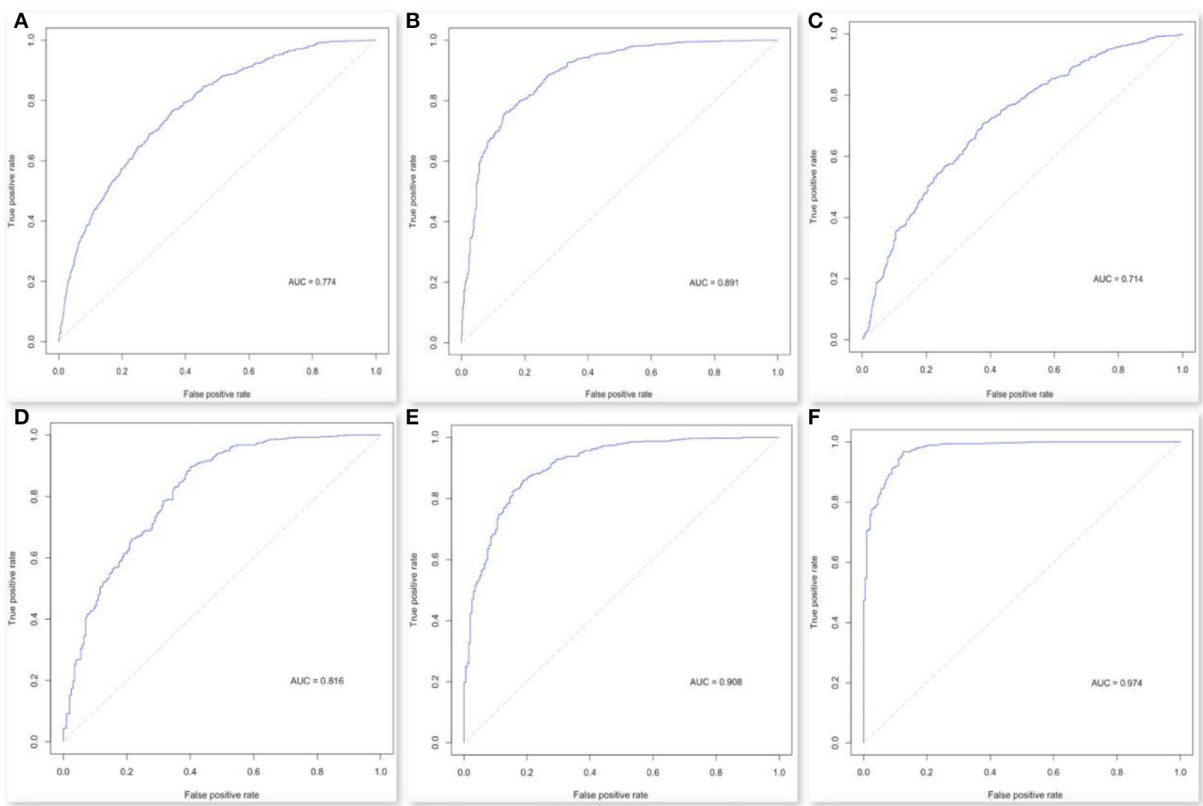 A
True positive rate
1.0
0.8
0.6
0.4
0.2
0.0
AUC = 0.774
0.0 0.2 0.4 0.6 0.8 1.0
False positive rate
B
True positive rate
1.0
0.8
0.6
0.4
0.2
0.0
AUC = 0.891
0.0 0.2 0.4 0.6 0.8 1.0
False positive rate
C
True positive rate
1.0
0.8
0.6
0.4
0.2
0.0
AUC = 0.714
0.0 0.2 0.4 0.6 0.8 1.0
False positive rate
D
True positive rate
1.0
0.8
0.6
0.4
0.2
0.0
AUC = 0.816
0.0 0.2 0.4 0.6 0.8 1.0
False positive rate
E
True positive rate
1.0
0.8
0.6
0.4
0.2
0.0
AUC = 0.908
0.0 0.2 0.4 0.6 0.8 1.0
False positive rate
F
True positive rate
1.0
0.8
0.6
0.4
0.2
0.0
AUC = 0.974
0.0 0.2 0.4 0.6 0.8 1.0
False positive rate